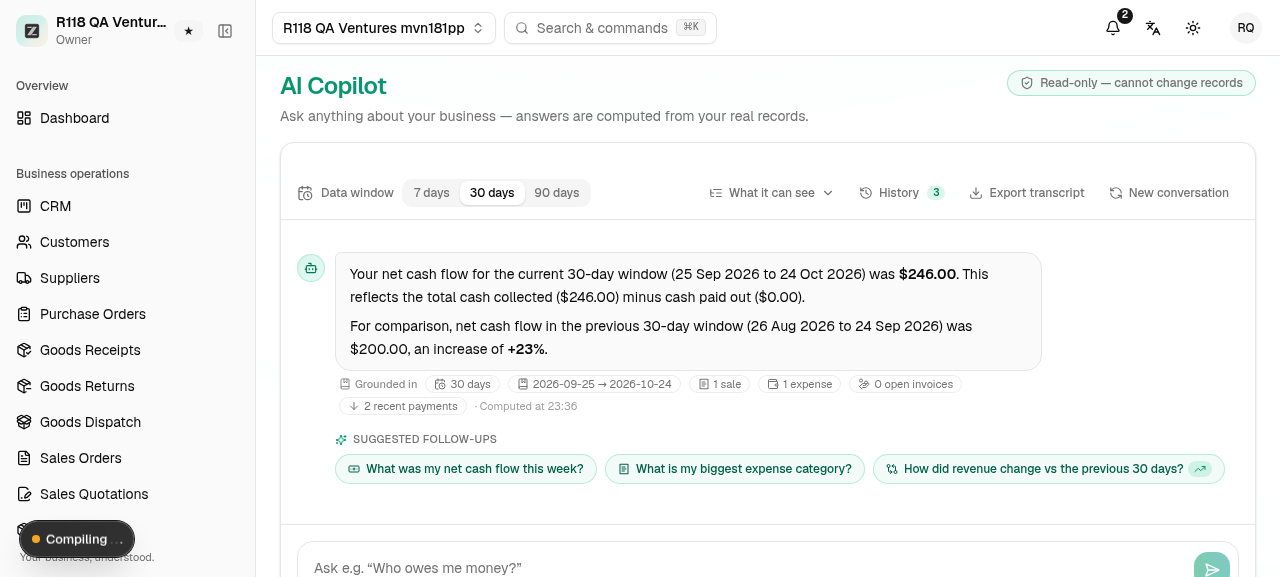 R118 QA Ventur...
Owner
R118 QA Ventures mvn181pp
Search & commands
⌘K
2
RQ
Overview
Dashboard
Business operations
CRM
Customers
Suppliers
Purchase Orders
Goods Receipts
Goods Returns
Goods Dispatch
Sales Orders
Sales Quotations
Compiling ...
Your business, understood.
AI Copilot
Read-only — cannot change records
Ask anything about your business — answers are computed from your real records.
Data window
7 days
30 days
90 days
What it can see
History
3
Export transcript
New conversation
Your net cash flow for the current 30-day window (25 Sep 2026 to 24 Oct 2026) was $246.00. This
reflects the total cash collected ($246.00) minus cash paid out ($0.00).
For comparison, net cash flow in the previous 30-day window (26 Aug 2026 to 24 Sep 2026) was
$200.00, an increase of +23%.
Grounded in
30 days
2026-09-25 → 2026-10-24
1 sale
1 expense
0 open invoices
2 recent payments
· Computed at 23:36
SUGGESTED FOLLOW-UPS
What was my net cash flow this week?
What is my biggest expense category?
How did revenue change vs the previous 30 days?
Ask e.g. “Who owes me money?”